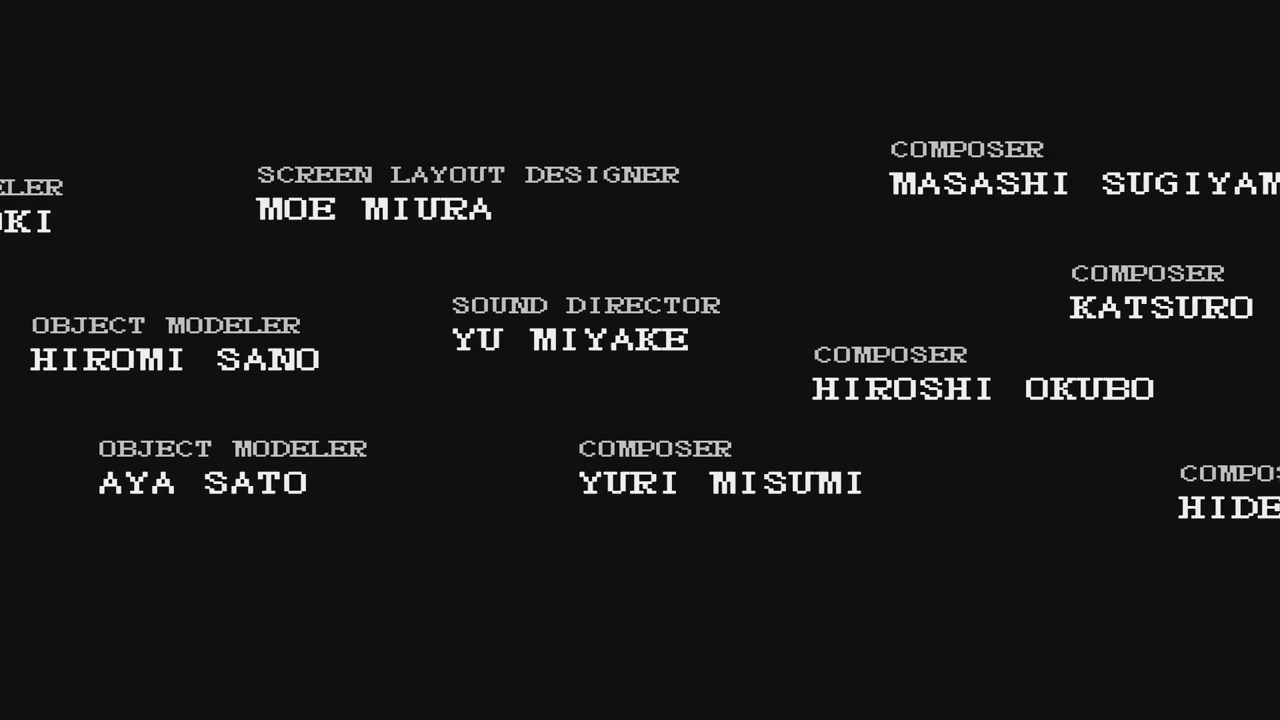 COMPOSER
MASASHI
SCREEN LAYOUT DESIGNER
MOE MIURA
COMPOSER
KATSURO
SOUND DIRECTOR
YU MIYAKE
OBJECT MODELER
HIROMI SANO
COMPOSER
HIROSHI OKUBO
OBJECT MODELER
AYA SATO
COMPOSER
YURI MISUMI